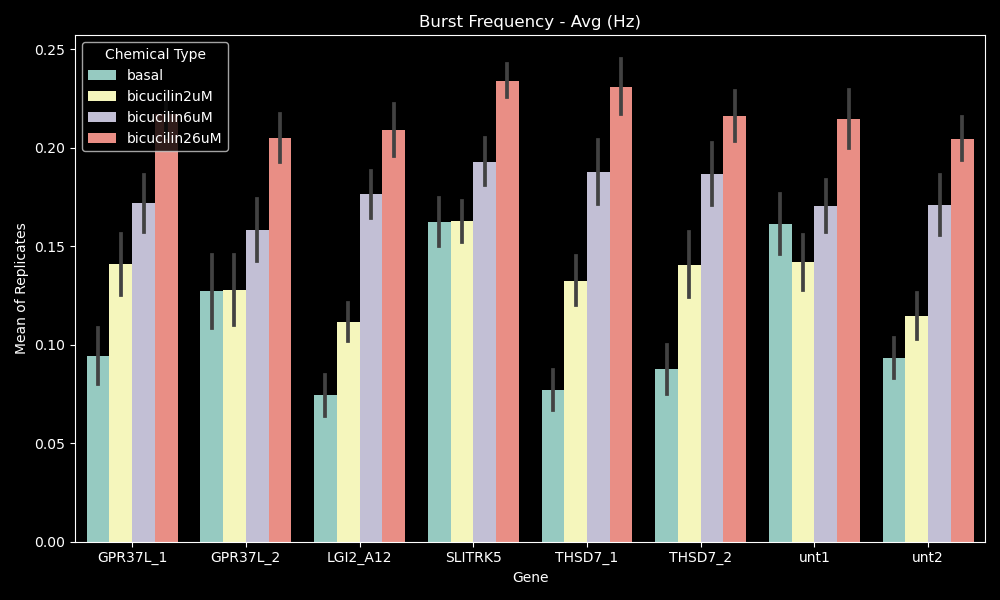 Burst Frequency - Avg (Hz)
Chemical Type
basal
bicucilin2uM
bicucilin6uM
bicucilin26uM
Mean of Replicates
0.25
0.20
0.15
0.10
0.05
0.00
GPR37L_1 GPR37L_2 LGI2_A12 SLITRK5 THSD7_1 THSD7_2 unt1 unt2
Gene